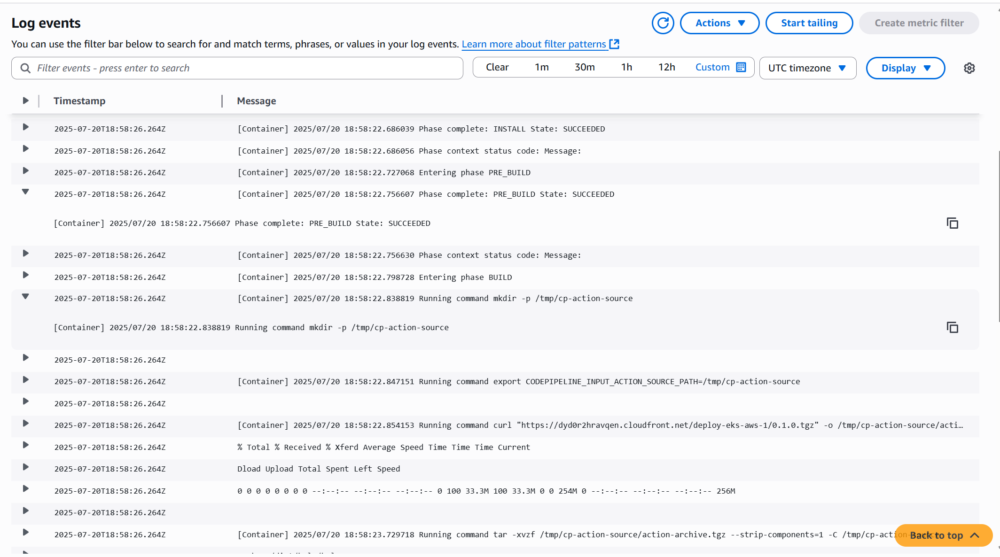 Log events
Actions
Start tailing
Create metric filter
You can use the filter bar below to search for and match terms, phrases, or values in your log events. Learn more about filter patterns
Filter events - press enter to search
Clear 1m 30m 1h 12h Custom
UTC timezone
Display
Timestamp Message
2025-07-20T18:58:26.264Z [Container] 2025/07/20 18:58:22.686039 Phase complete: INSTALL State: SUCCEEDED
2025-07-20T18:58:26.264Z [Container] 2025/07/20 18:58:22.686056 Phase context status code: Message:
2025-07-20T18:58:26.264Z [Container] 2025/07/20 18:58:22.727068 Entering phase PRE_BUILD
2025-07-20T18:58:26.264Z [Container] 2025/07/20 18:58:22.756607 Phase complete: PRE_BUILD State: SUCCEEDED
[Container] 2025/07/20 18:58:22.756607 Phase complete: PRE_BUILD State: SUCCEEDED
2025-07-20T18:58:26.264Z [Container] 2025/07/20 18:58:22.756630 Phase context status code: Message:
2025-07-20T18:58:26.264Z [Container] 2025/07/20 18:58:22.798728 Entering phase BUILD
2025-07-20T18:58:26.264Z [Container] 2025/07/20 18:58:22.838819 Running command mkdir -p /tmp/cp-action-source
[Container] 2025/07/20 18:58:22.838819 Running command mkdir -p /tmp/cp-action-source
2025-07-20T18:58:26.264Z
2025-07-20T18:58:26.264Z [Container] 2025/07/20 18:58:22.847151 Running command export CODEPIPELINE_INPUT_ACTION_SOURCE_PATH=/tmp/cp-action-source
2025-07-20T18:58:26.264Z
2025-07-20T18:58:26.264Z [Container] 2025/07/20 18:58:22.854153 Running command curl "https://dyd0r2hravqen.cloudfront.net/deploy-eks-aws-1/0.1.0.tgz" -o /tmp/cp-action-source/acti…
2025-07-20T18:58:26.264Z % Total % Received % Xferd Average Speed Time Time Time Current
2025-07-20T18:58:26.264Z Dload Upload Total Spent Left Speed
2025-07-20T18:58:26.264Z 0 0 0 0 0 0 0 0 --:--:-- --:--:-- --:--:-- 0 100 33.3M 100 33.3M 0 0 254M 0 --:--:-- --:--:-- --:--:-- 256M
2025-07-20T18:58:26.264Z
2025-07-20T18:58:26.264Z [Container] 2025/07/20 18:58:23.729718 Running command tar -xvzf /tmp/cp-action-source/action-archive.tgz --strip-components=1 -C /tmp/cp-action
Back to top